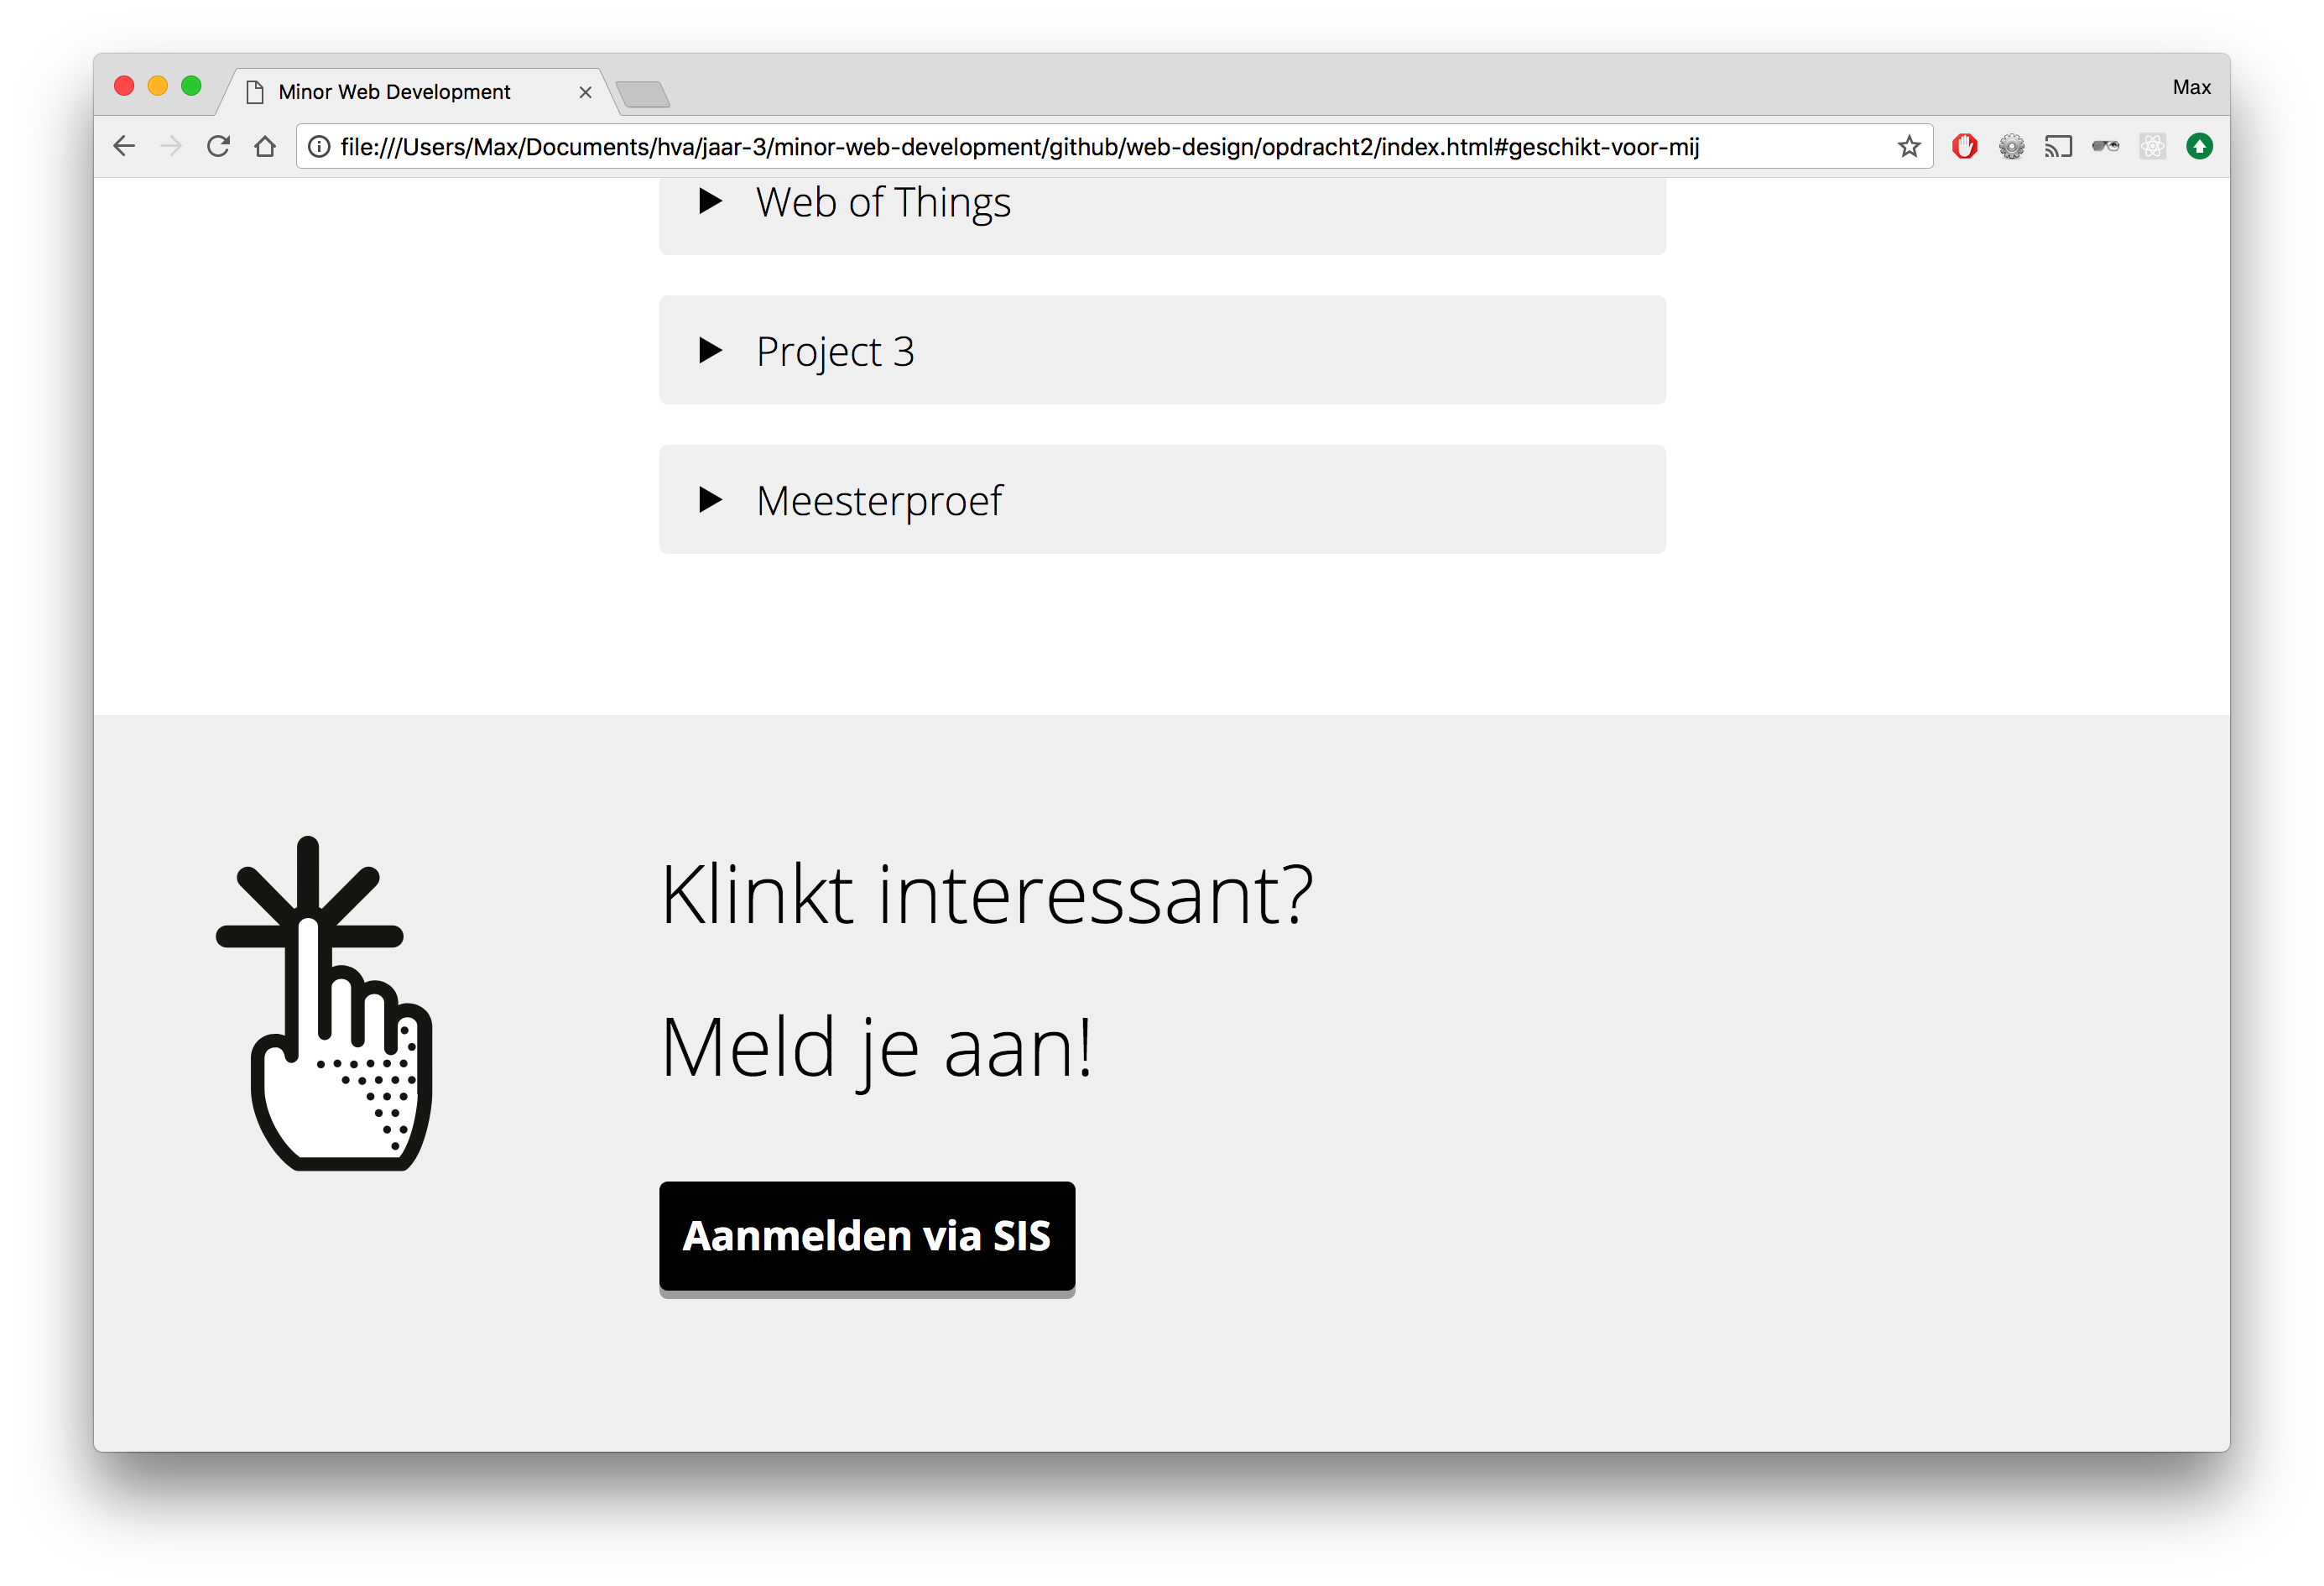 Minor Web Development
Max
file:///Users/Max/Documents/hva/jaar-3/minor-web-development/github/web-design/opdracht2/index.html#geschikt-voor-mij
Web of Things
Project 3
Meesterproef
Klinkt interessant?
Meld je aan!
Aanmelden via SIS